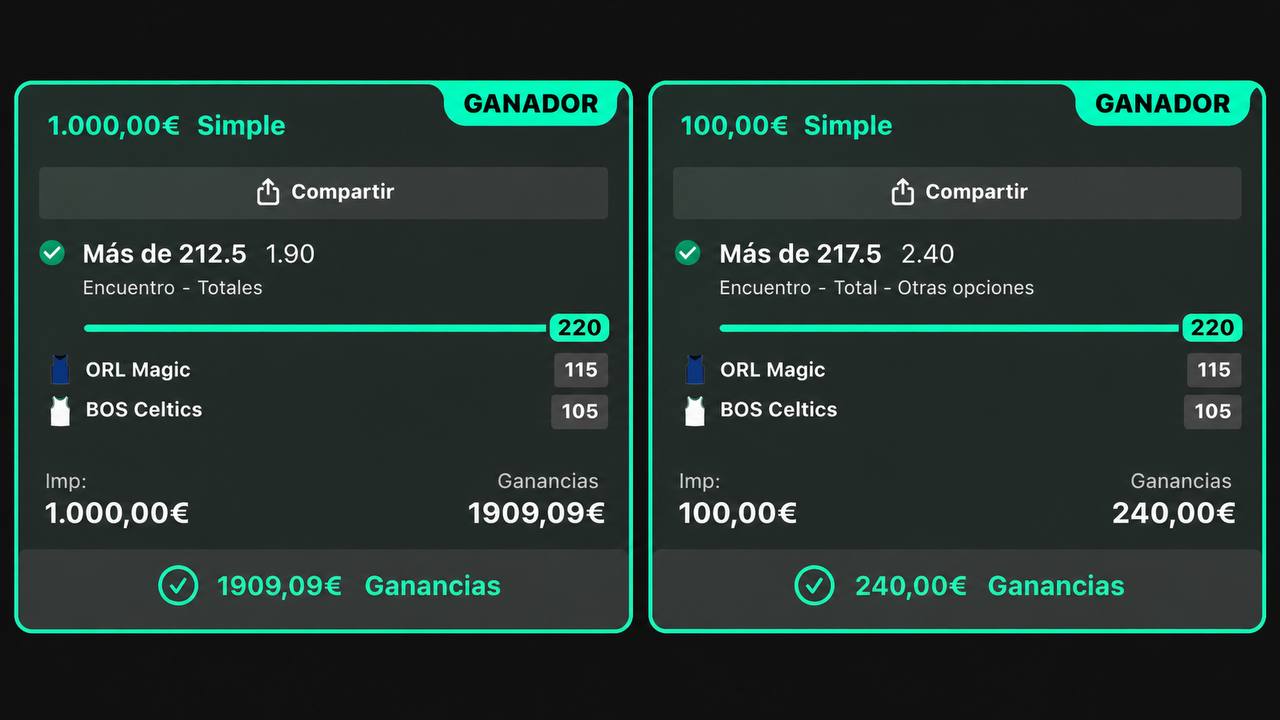 GANADOR
1.000,00€ Simple
Compartir
Más de 212.5 1.90
Encuentro - Totales
220
ORL Magic 115
BOS Celtics 105
Imp: Ganancias
1.000,00€ 1909,09€
1909,09€ Ganancias
GANADOR
100,00€ Simple
Compartir
Más de 217.5 2.40
Encuentro - Total - Otras opciones
220
ORL Magic 115
BOS Celtics 105
Imp: Ganancias
100,00€ 240,00€
240,00€ Ganancias